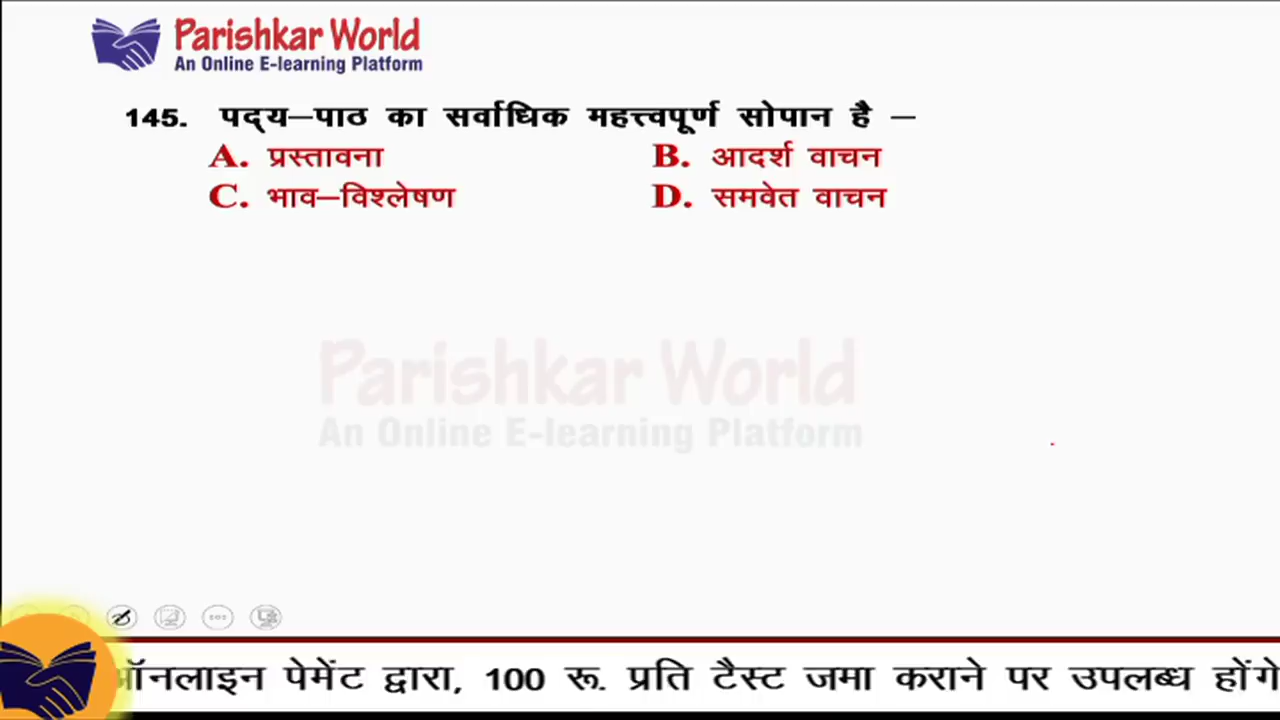 Parishkar World
An Online E-learning Platform
145. पद्य–पाठ का सर्वाधिक महत्त्वपूर्ण सोपान है –
A. प्रस्तावना B. आदर्श वाचन
C. भाव–विश्लेषण D. समवेत वाचन
Parishkar World
An Online E-learning Platform
ऑनलाइन पेमेंट द्वारा, 100 रू. प्रति टैस्ट जमा कराने पर उपलब्ध होंगे